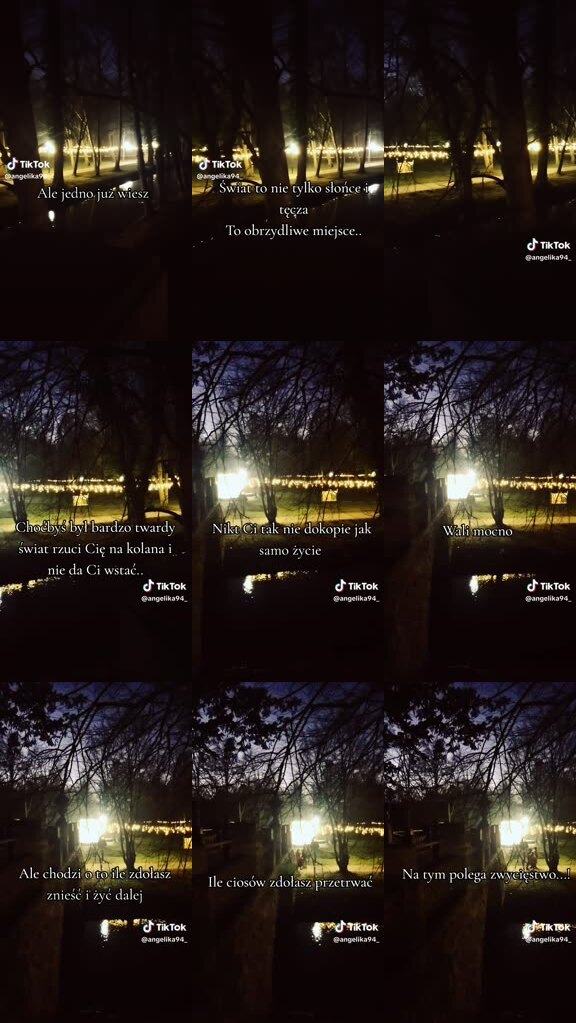 TikTok
@angelika94_
Ale jedno już wiesz
TikTok
@angelika94_
Świat to nie tylko słońce i
tęcza
To obrzydliwe miejsce..
TikTok
@angelika94_
Choćbyś był bardzo twardy
świat rzuci Cię na kolana i
nie da Ci wstać..
TikTok
@angelika94_
Nikt Ci tak nie dokopie jak
samo życie
TikTok
@angelika94_
Wali mocno
TikTok
@angelika94_
Ale chodzi o to ile zdołasz
znieść i żyć dalej
TikTok
@angelika94_
Ile ciosów zdołasz przetrwać
TikTok
@angelika94_
Na tym polega zwycięstwo...!
TikTok
@angelika94_